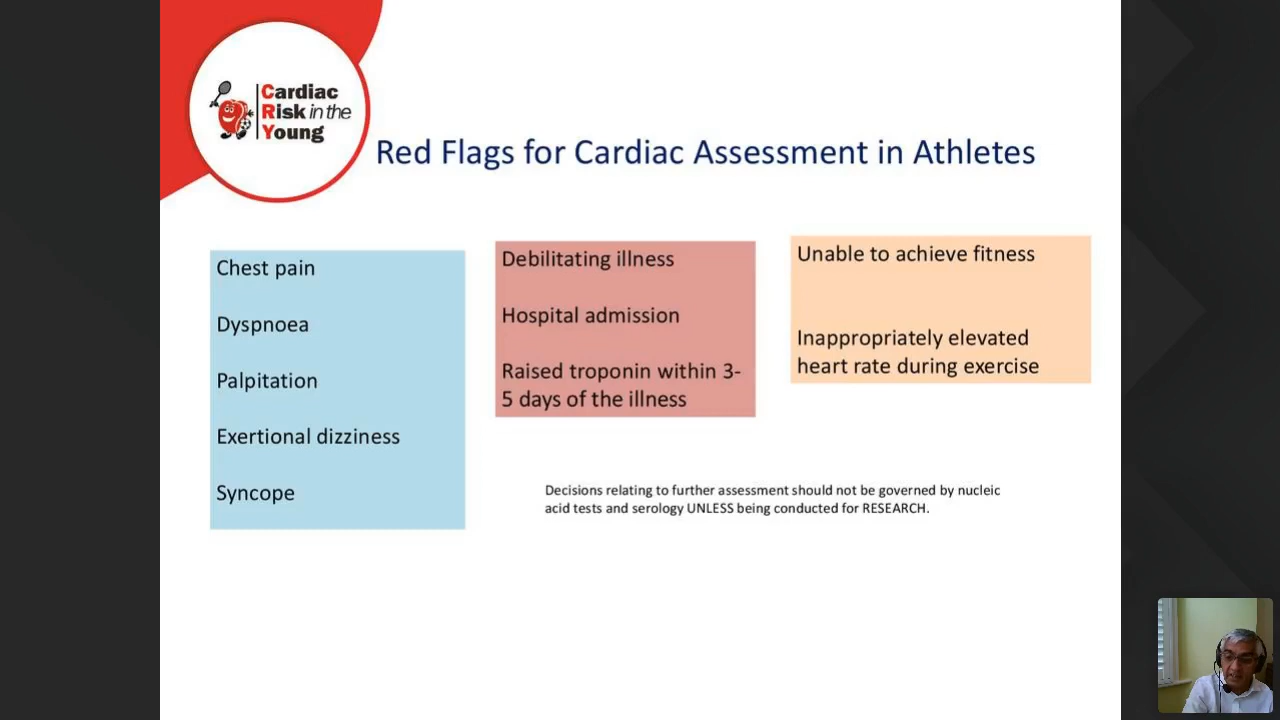 Cardiac
Risk in the
Young
Red Flags for Cardiac Assessment in Athletes
Chest pain
Dyspnoea
Palpitation
Exertional dizziness
Syncope
Debilitating illness
Hospital admission
Raised troponin within 3-
5 days of the illness
Unable to achieve fitness
Inappropriately elevated
heart rate during exercise
Decisions relating to further assessment should not be governed by nucleic
acid tests and serology UNLESS being conducted for RESEARCH.